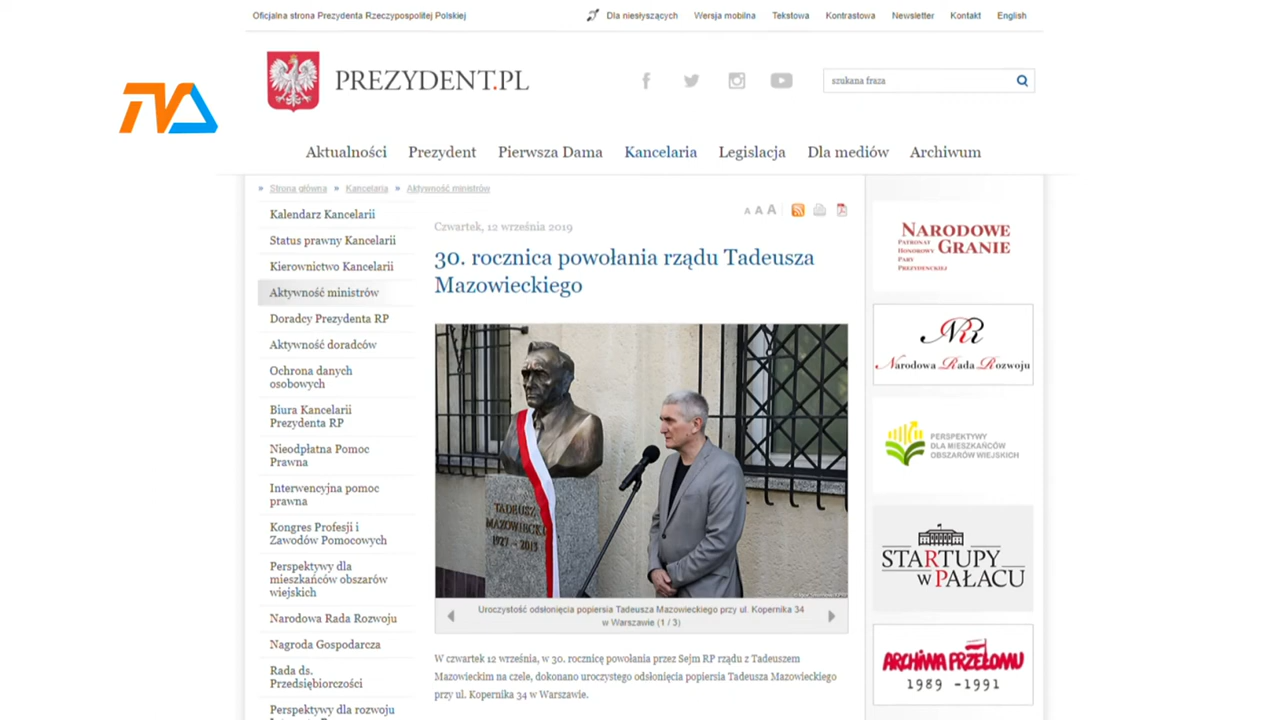 Oficjalna strona Prezydenta Rzeczypospolitej Polskiej
Dla niesłyszących
Wersja mobilna
Tekstowa
Kontrastowa
Newsletter
Kontakt
English
TVA
PREZYDENT.PL
szukana fraza
Aktualności
Prezydent
Pierwsza Dama
Kancelaria
Legislacja
Dla mediów
Archiwum
» Strona główna » Kancelaria » Aktywność ministrów
Kalendarz Kancelarii
Status prawny Kancelarii
Kierownictwo Kancelarii
Aktywność ministrów
Doradcy Prezydenta RP
Aktywność doradców
Ochrona danych
osobowych
Biura Kancelarii
Prezydenta RP
Nieodpłatna Pomoc
Prawna
Interwencyjna pomoc
prawna
Kongres Profesji i
Zawodów Pomocowych
Perspektywy dla
mieszkańców obszarów
wiejskich
Narodowa Rada Rozwoju
Nagroda Gospodarcza
Rada ds.
Przedsiębiorczości
Perspektywy dla rozwoju
A A A
Czwartek, 12 września 2019
30. rocznica powołania rządu Tadeusza
Mazowieckiego
TADEUSZ
MAZOWIECKI
1927 - 2013
Uroczystość odsłonięcia popiersia Tadeusza Mazowieckiego przy ul. Kopernika 34
w Warszawie (1 / 3)
W czwartek 12 września, w 30. rocznicę powołania przez Sejm RP rządu z Tadeuszem
Mazowieckim na czele, dokonano uroczystego odsłonięcia popiersia Tadeusza Mazowieckiego
przy ul. Kopernika 34 w Warszawie.
NARODOWE
PATRONAT
HONOROWY
PARY
PREZYDENCKIEJ
GRANIE
NRR
Narodowa Rada Rozwoju
PERSPEKTYWY
DLA MIESZKAŃCÓW
OBSZARÓW WIEJSKICH
STARTUPY
W PAŁACU
ARCHIWA PRZEŁOMU
1989 -1991